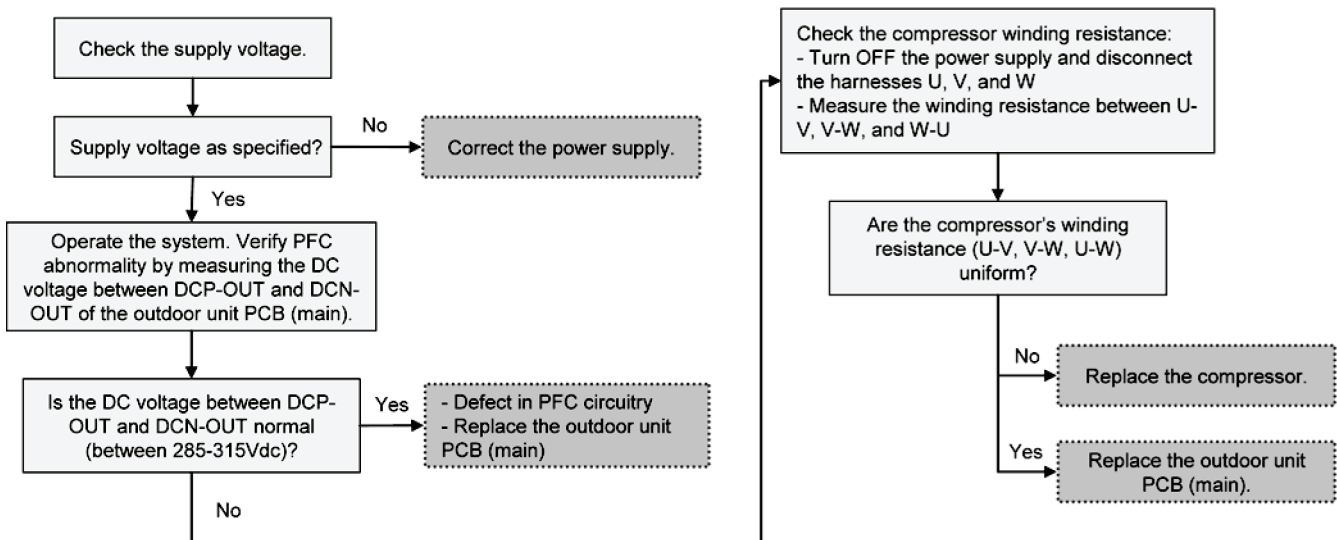 Check the supply voltage.
Supply voltage as specified?
No
Correct the power supply.
Yes
Operate the system. Verify PFC
abnormality by measuring the DC
voltage between DCP-OUT and DCN-
OUT of the outdoor unit PCB (main).
Is the DC voltage between DCP-
OUT and DCN-OUT normal
(between 285-315Vdc)?
Yes
- Defect in PFC circuitry
- Replace the outdoor unit
PCB (main)
No
Check the compressor winding resistance:
- Turn OFF the power supply and disconnect
the harnesses U, V, and W
- Measure the winding resistance between U-
V, V-W, and W-U
Are the compressor's winding
resistance (U-V, V-W, U-W)
uniform?
No
Replace the compressor.
Yes
Replace the outdoor unit
PCB (main).